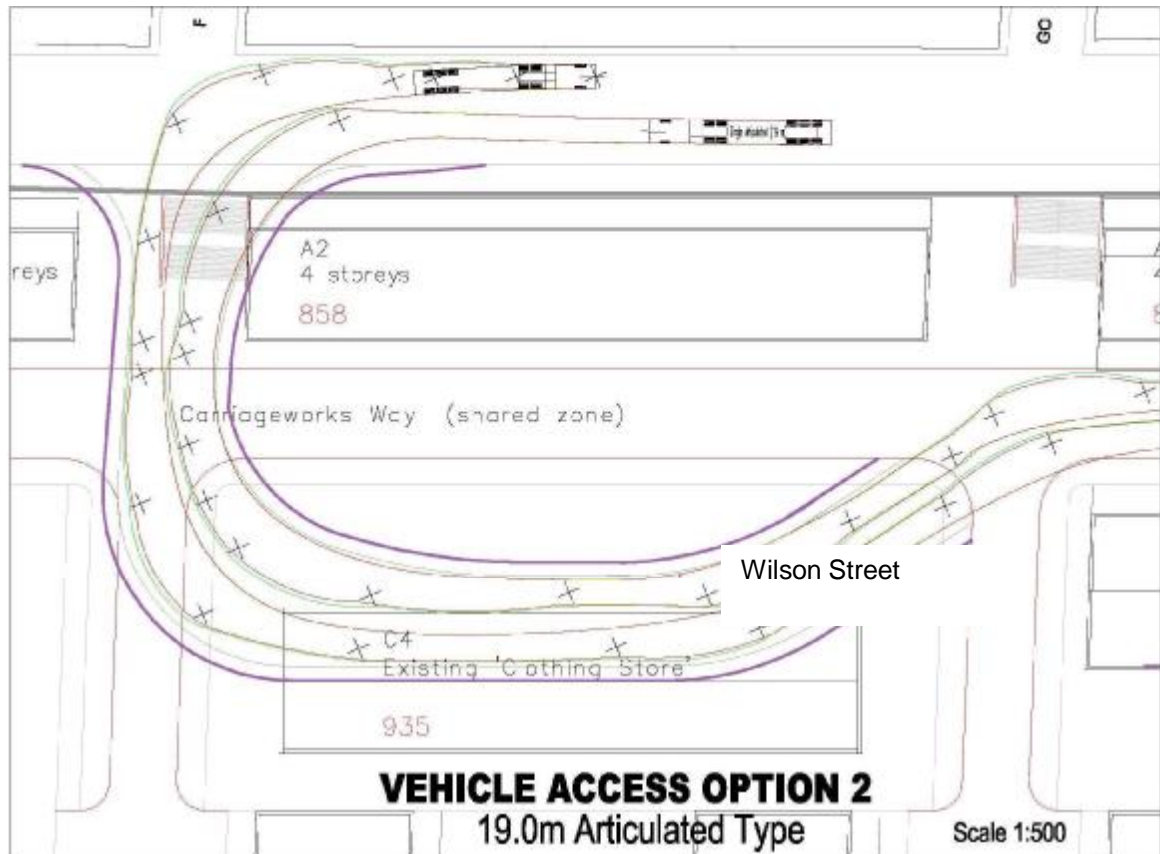 F
GO
A2
4 storeys
858
reys
Carriageworks Way (shared zone)
Wilson Street
C4
Existing 'Clothing Store'
935
VEHICLE ACCESS OPTION 2
19.0m Articulated Type
Scale 1:500